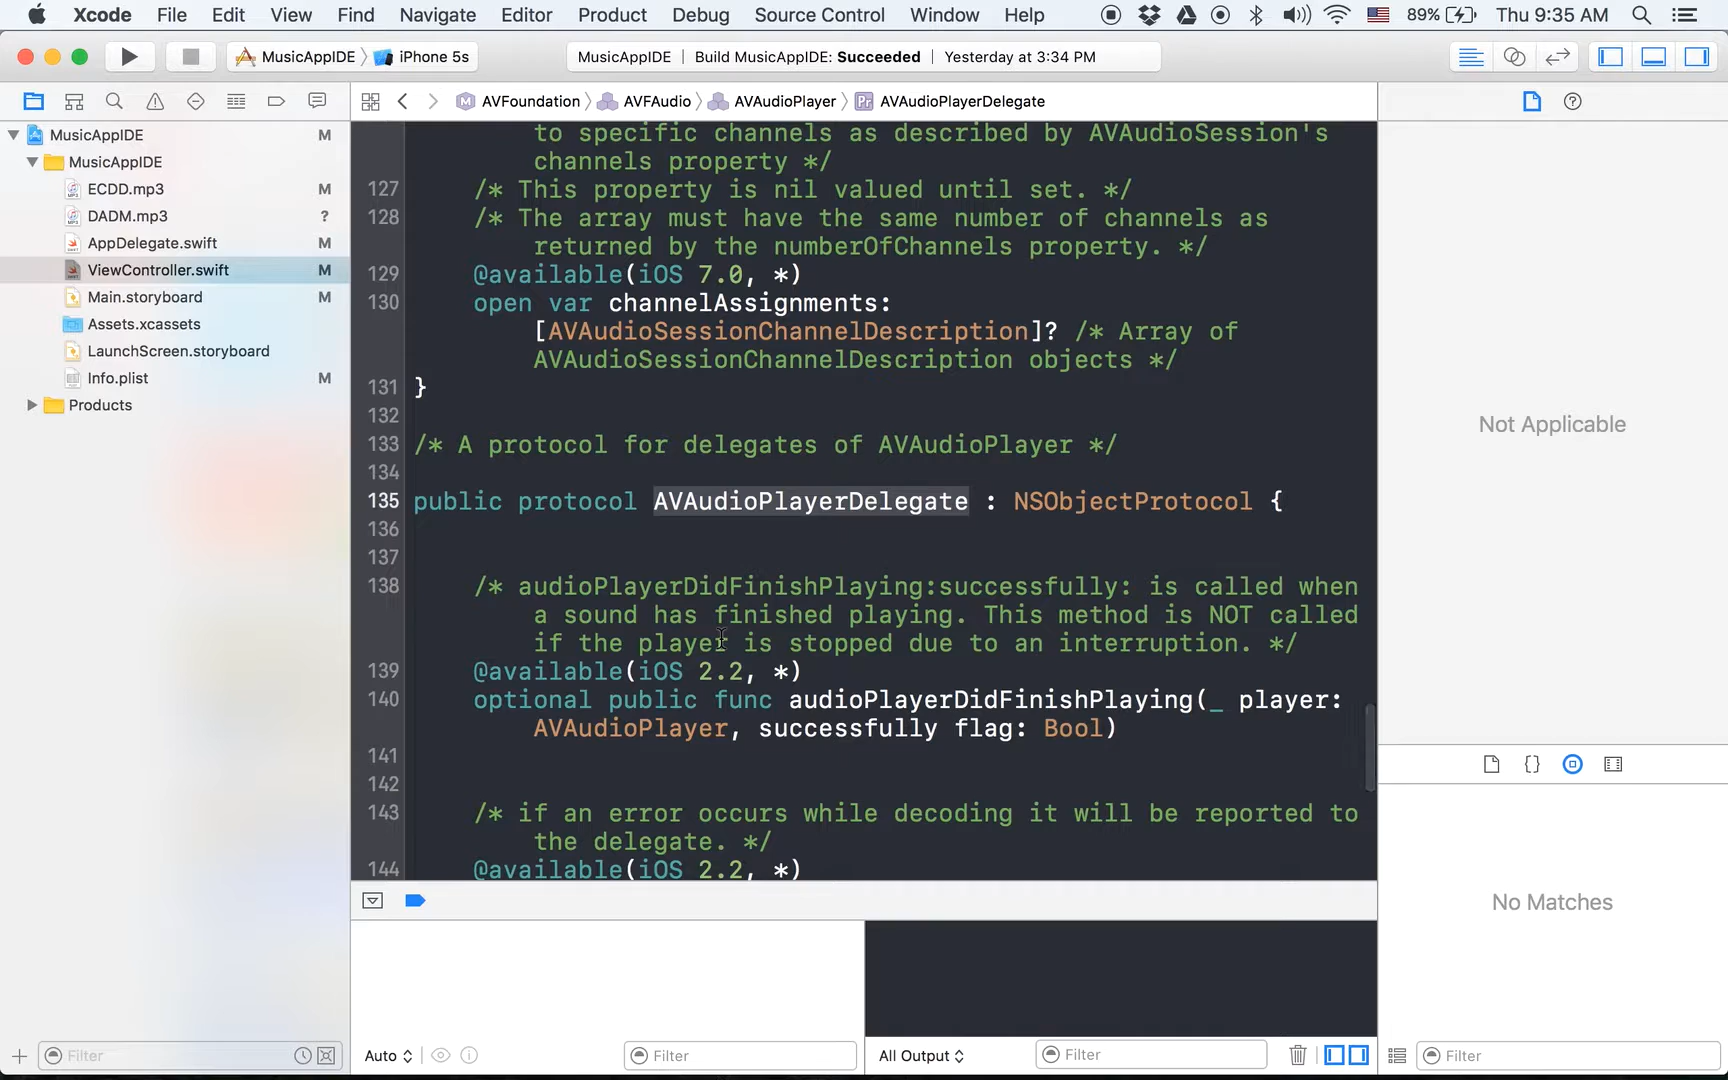 Xcode File Edit View Find Navigate Editor Product Debug Source Control Window Help 89% Thu 9:35 AM
MusicAppIDE iPhone 5s MusicAppIDE | Build MusicAppIDE: Succeeded | Yesterday at 3:34 PM
AVFoundation AVFAudio AVAudioPlayer Pr AVAudioPlayerDelegate
MusicAppIDE M
MusicAppIDE
ECDD.mp3 M
DADM.mp3 ?
AppDelegate.swift M
ViewController.swift M
Main.storyboard M
Assets.xcassets
LaunchScreen.storyboard
Info.plist M
Products
Filter
to specific channels as described by AVAudioSession's
channels property */
127 /* This property is nil valued until set. */
128 /* The array must have the same number of channels as
returned by the numberOfChannels property. */
129 @available(iOS 7.0, *)
130 open var channelAssignments:
[AVAudioSessionChannelDescription]? /* Array of
AVAudioSessionChannelDescription objects */
131 }
132
133 /* A protocol for delegates of AVAudioPlayer */
134
135 public protocol AVAudioPlayerDelegate : NSObjectProtocol {
136
137
138 /* audioPlayerDidFinishPlaying:successfully: is called when
a sound has finished playing. This method is NOT called
if the player is stopped due to an interruption. */
139 @available(iOS 2.2, *)
140 optional public func audioPlayerDidFinishPlaying(_ player:
AVAudioPlayer, successfully flag: Bool)
141
142
143 /* if an error occurs while decoding it will be reported to
the delegate. */
144 @available(iOS 2.2, *)
Auto Filter
All Output Filter
Not Applicable
No Matches
Filter